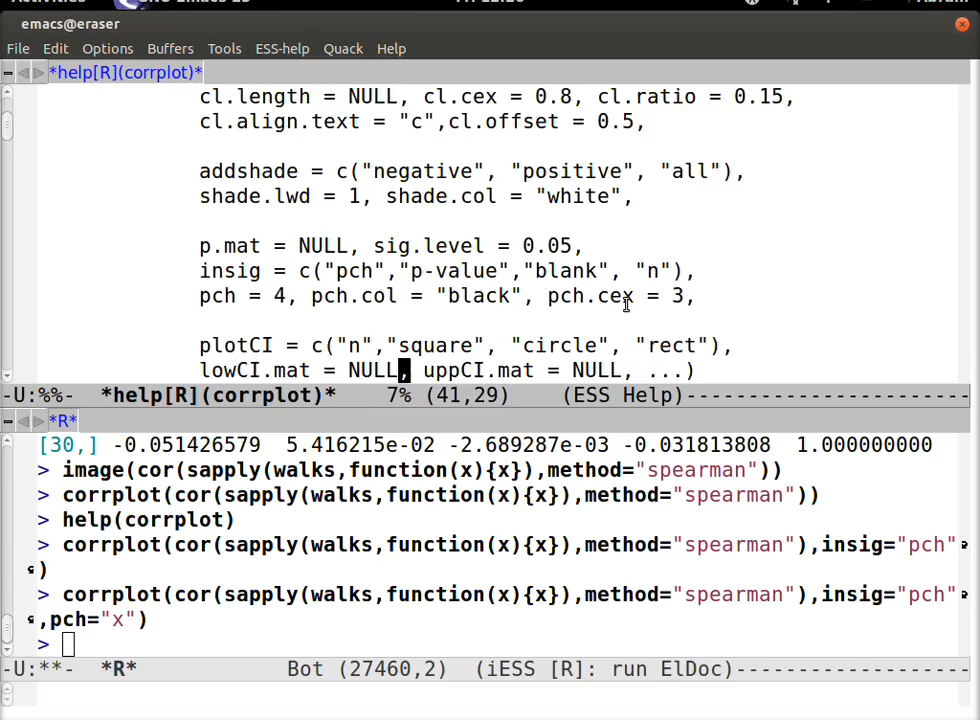 emacs@eraser
File Edit Options Buffers Tools ESS-help Quack Help
*help[R](corrplot)*
cl.length = NULL, cl.cex = 0.8, cl.ratio = 0.15,
cl.align.text = "c",cl.offset = 0.5,
addshade = c("negative", "positive", "all"),
shade.lwd = 1, shade.col = "white",
p.mat = NULL, sig.level = 0.05,
insig = c("pch","p-value","blank", "n"),
pch = 4, pch.col = "black", pch.cex = 3,
plotCI = c("n","square", "circle", "rect"),
lowCI.mat = NULL, uppCI.mat = NULL, ...)
-U:%%- *help[R](corrplot)* 7% (41,29) (ESS Help)----------------------
*R*
[30,] -0.051426579 5.416215e-02 -2.689287e-03 -0.031813808 1.000000000
> image(cor(sapply(walks,function(x){x}),method="spearman"))
> corrplot(cor(sapply(walks,function(x){x}),method="spearman"))
> help(corrplot)
> corrplot(cor(sapply(walks,function(x){x}),method="spearman"),insig="pch"
)
> corrplot(cor(sapply(walks,function(x){x}),method="spearman"),insig="pch"
,pch="x")
>
-U:**- *R* Bot (27460,2) (iESS [R]: run ElDoc)-------------------